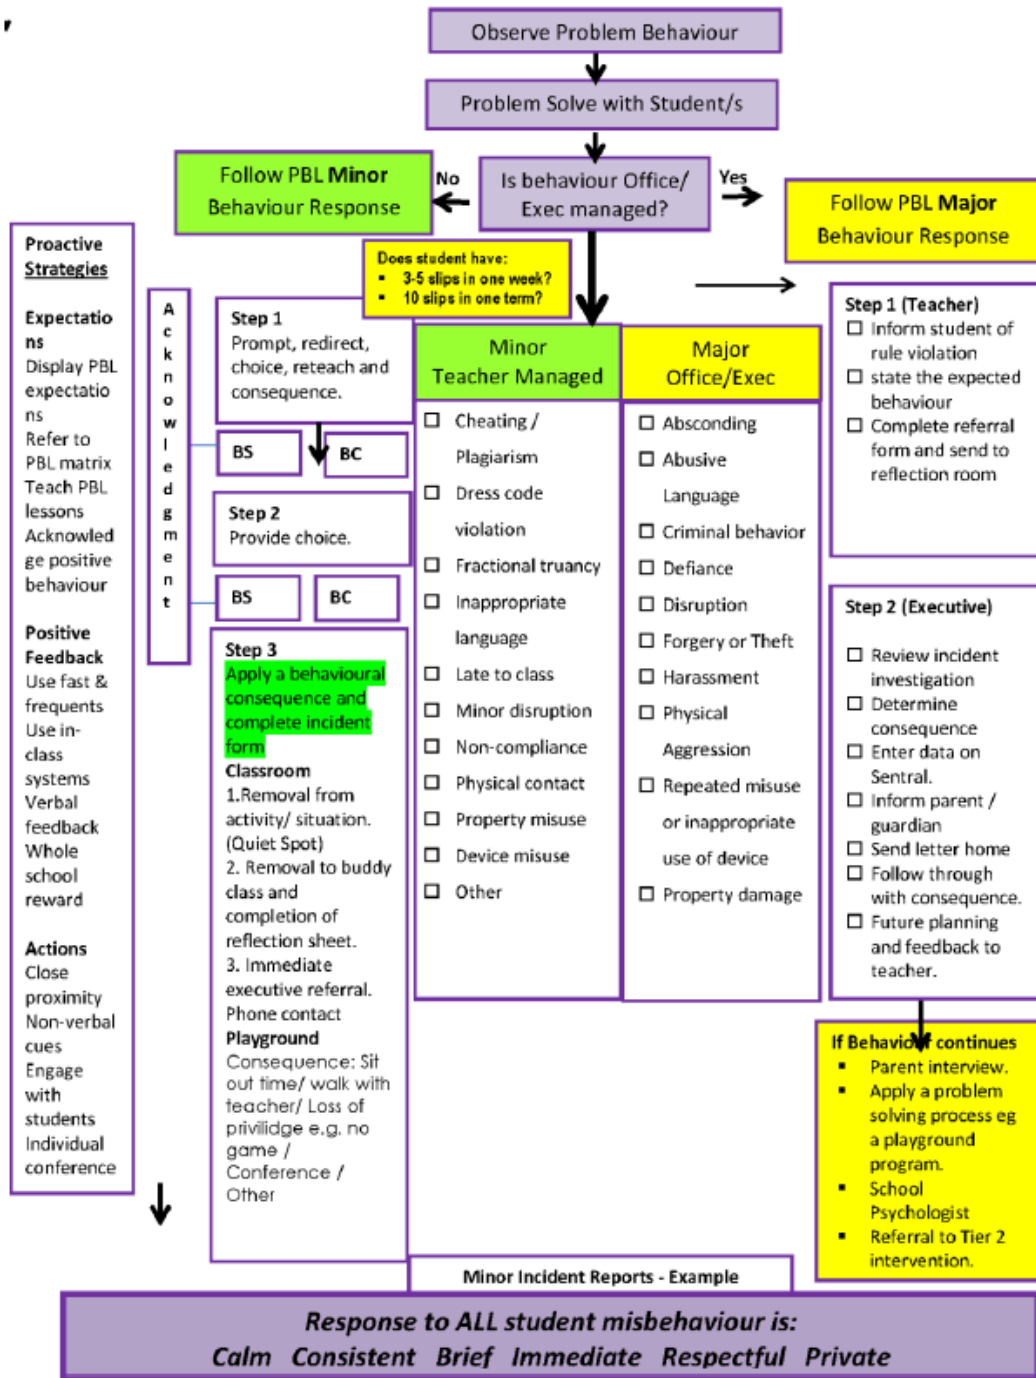 Observe Problem Behaviour
Problem Solve with Student/s
Is behaviour Office/
Exec managed?
No
Yes
Follow PBL Minor
Behaviour Response
Follow PBL Major
Behaviour Response
Does student have:
▪ 3-5 slips in one week?
▪ 10 slips in one term?
Proactive
Strategies
Expectatio
ns
Display PBL
expectatio
ns
Refer to
PBL matrix
Teach PBL
lessons
Acknowled
ge positive
behaviour
Positive
Feedback
Use fast &
frequents
Use in-
class
systems
Verbal
feedback
Whole
school
reward
Actions
Close
proximity
Non-verbal
cues
Engage
with
students
Individual
conference
A
c
k
n
o
w
l
e
d
g
m
e
n
t
Step 1
Prompt, redirect,
choice, reteach and
consequence.
BS
BC
Step 2
Provide choice.
BS
BC
Step 3
Apply a behavioural
consequence and
complete incident
form
Classroom
1.Removal from
activity/ situation.
(Quiet Spot)
2. Removal to buddy
class and
completion of
reflection sheet.
3. Immediate
executive referral.
Phone contact
Playground
Consequence: Sit
out time/ walk with
teacher/ Loss of
privilidge e.g. no
game /
Conference /
Other
Minor
Teacher Managed
☐ Cheating /
Plagiarism
☐ Dress code
violation
☐ Fractional truancy
☐ Inappropriate
language
☐ Late to class
☐ Minor disruption
☐ Non-compliance
☐ Physical contact
☐ Property misuse
☐ Device misuse
☐ Other
Major
Office/Exec
☐ Absconding
☐ Abusive
Language
☐ Criminal behavior
☐ Defiance
☐ Disruption
☐ Forgery or Theft
☐ Harassment
☐ Physical
Aggression
☐ Repeated misuse
or inappropriate
use of device
☐ Property damage
Step 1 (Teacher)
☐ Inform student of
rule violation
☐ state the expected
behaviour
☐ Complete referral
form and send to
reflection room
Step 2 (Executive)
☐ Review incident
investigation
☐ Determine
consequence
☐ Enter data on
Sentral.
☐ Inform parent /
guardian
☐ Send letter home
☐ Follow through
with consequence.
☐ Future planning
and feedback to
teacher.
If Behaviour continues
▪ Parent interview.
▪ Apply a problem
solving process eg
a playground
program.
▪ School
Psychologist
▪ Referral to Tier 2
intervention.
Minor Incident Reports - Example
Response to ALL student misbehaviour is:
Calm Consistent Brief Immediate Respectful Private